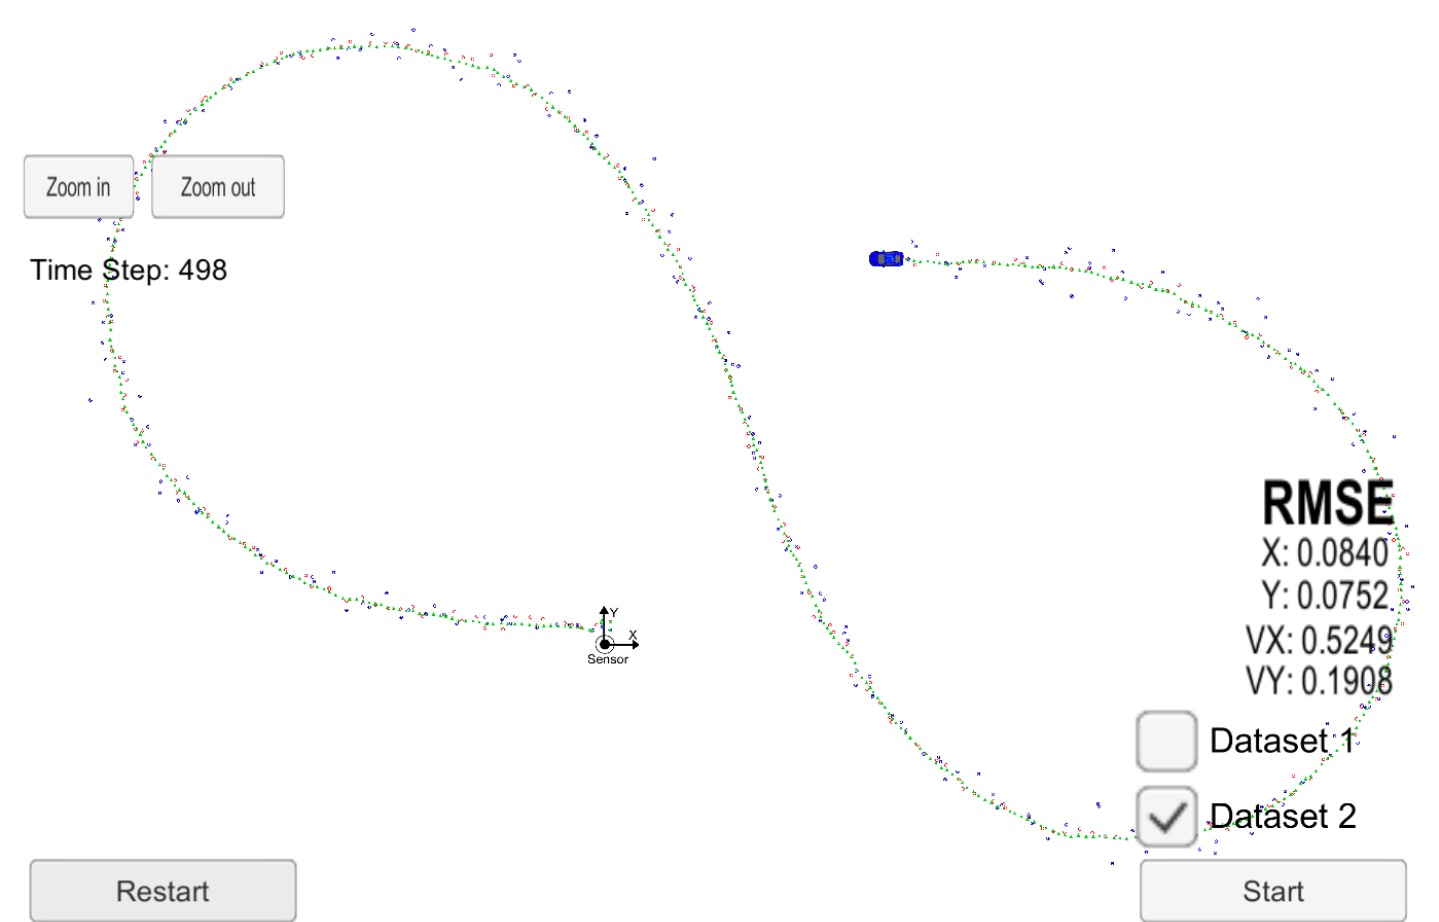 Zoom in
Zoom out
Time Step: 498
RMSE
X: 0.0840
Y: 0.0752
VX: 0.5249
VY: 0.1908
Y
X
Sensor
Dataset 1
Dataset 2
Restart
Start